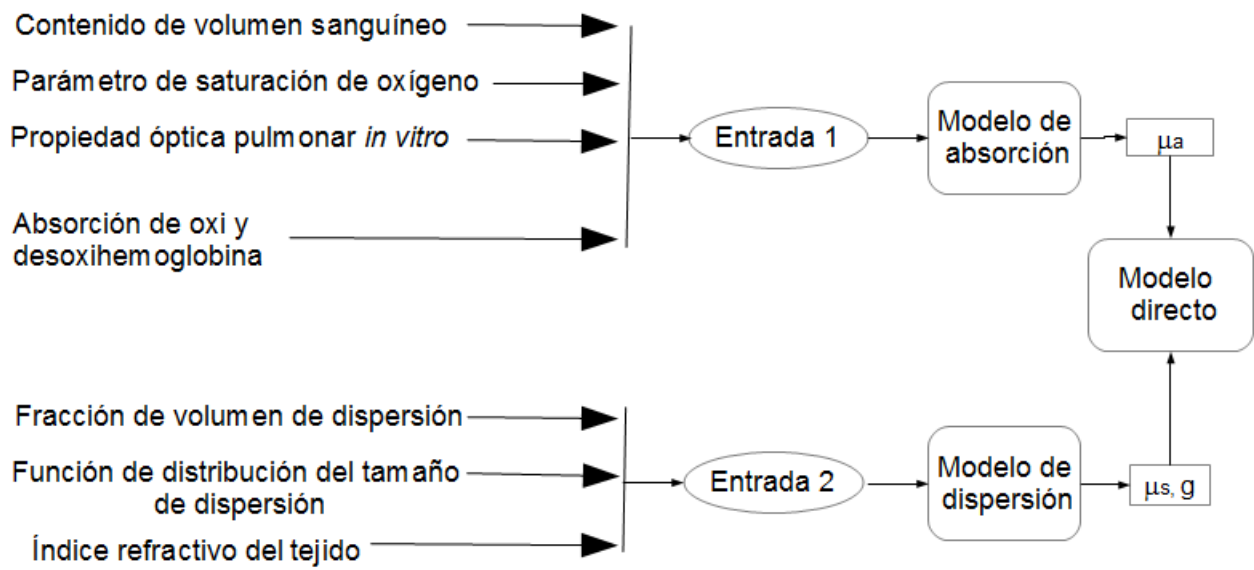 Contenido de volumen sanguíneo
Parámetro de saturación de oxígeno
Propiedad óptica pulmonar in vitro
Absorción de oxi y
desoxihemoglobina
Entrada 1
Modelo de
absorción
μa
Modelo
directo
Fracción de volumen de dispersión
Función de distribución del tamaño
de dispersión
Índice refractivo del tejido
Entrada 2
Modelo de
dispersión
μs, g